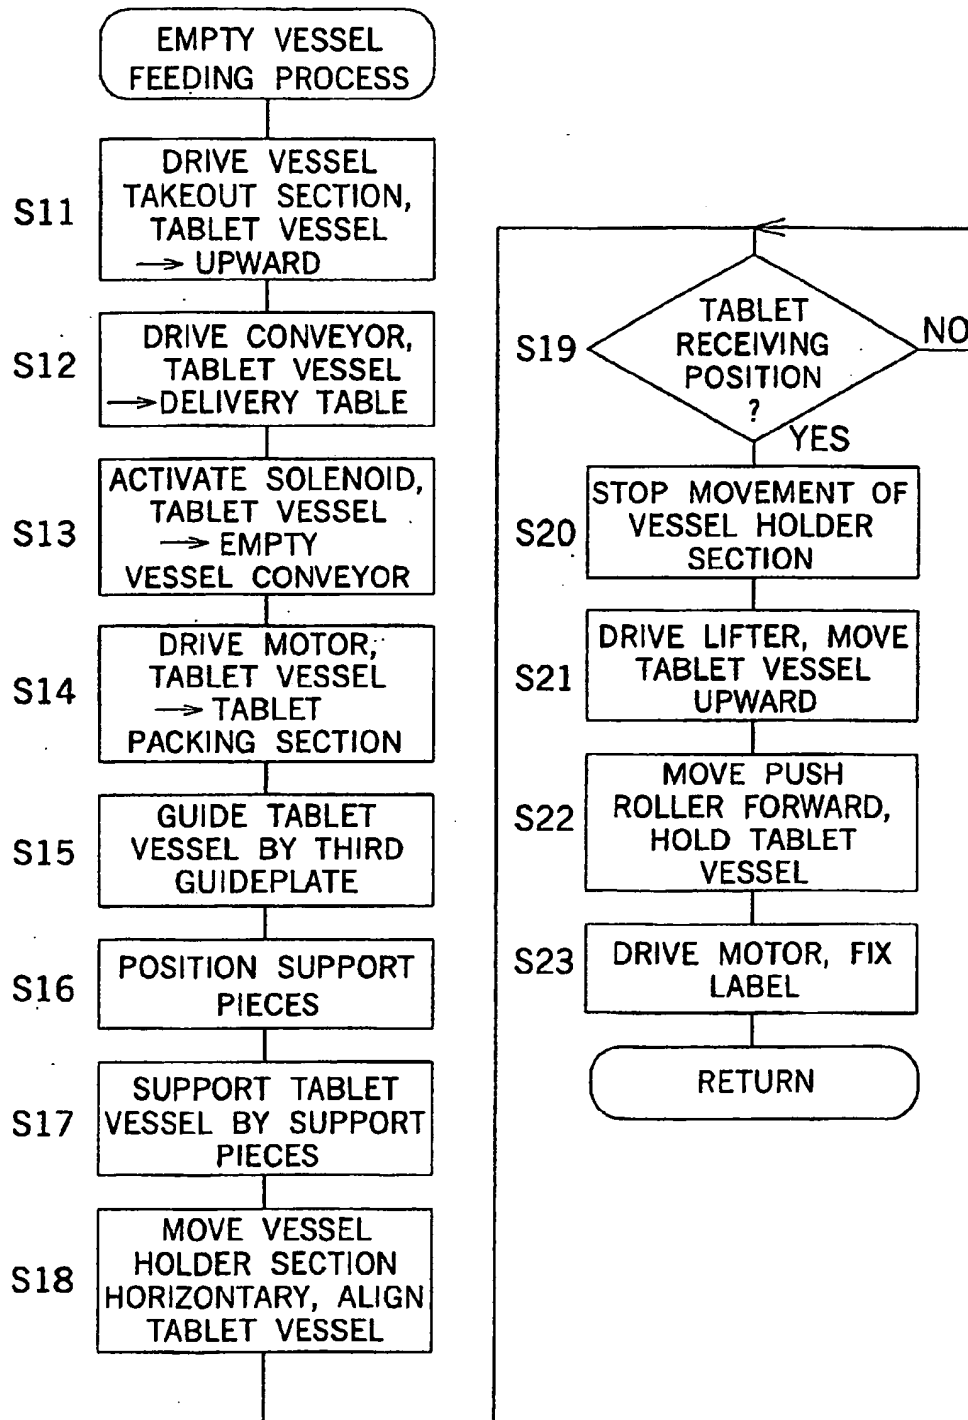 EMPTY VESSEL
FEEDING PROCESS
S11
DRIVE VESSEL
TAKEOUT SECTION,
TABLET VESSEL
→ UPWARD
S12
DRIVE CONVEYOR,
TABLET VESSEL
→ DELIVERY TABLE
S13
ACTIVATE SOLENOID,
TABLET VESSEL
→ EMPTY
VESSEL CONVEYOR
S14
DRIVE MOTOR,
TABLET VESSEL
→ TABLET
PACKING SECTION
S15
GUIDE TABLET
VESSEL BY THIRD
GUIDEPLATE
S16
POSITION SUPPORT
PIECES
S17
SUPPORT TABLET
VESSEL BY SUPPORT
PIECES
S18
MOVE VESSEL
HOLDER SECTION
HORIZONTARY, ALIGN
TABLET VESSEL
S19
TABLET
RECEIVING
POSITION
?
NO
YES
S20
STOP MOVEMENT OF
VESSEL HOLDER
SECTION
S21
DRIVE LIFTER, MOVE
TABLET VESSEL
UPWARD
S22
MOVE PUSH
ROLLER FORWARD,
HOLD TABLET
VESSEL
S23
DRIVE MOTOR, FIX
LABEL
RETURN